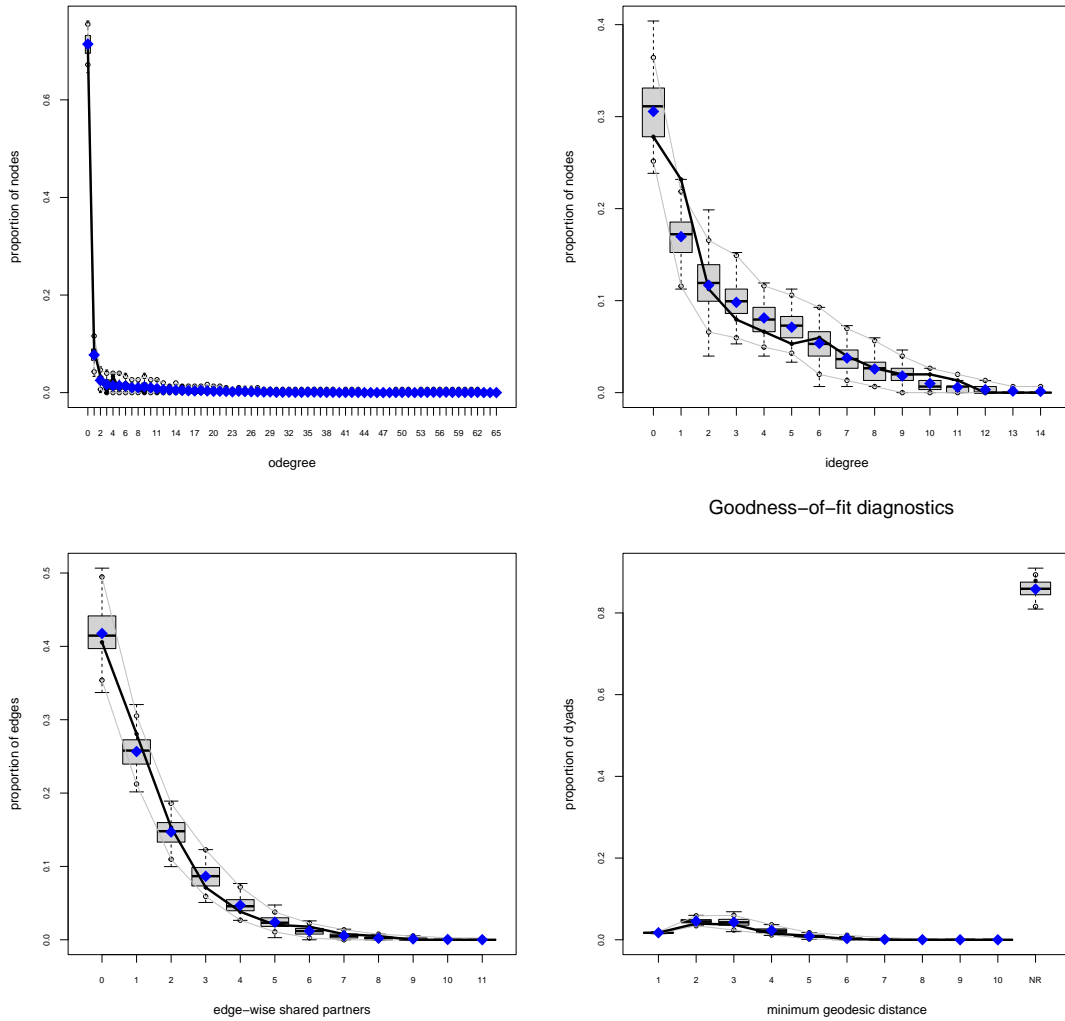 proportion of nodes
0.6
0.4
0.2
0.0
0 2 4 6 8 11 14 17 20 23 26 29 32 35 38 41 44 47 50 53 56 59 62 65
odegree
proportion of nodes
0.4
0.3
0.2
0.1
0.0
0 1 2 3 4 5 6 7 8 9 10 11 12 13 14
idegree
Goodness−of−fit diagnostics
proportion of edges
0.5
0.4
0.3
0.2
0.1
0.0
0 1 2 3 4 5 6 7 8 9 10 11
edge−wise shared partners
proportion of dyads
0.8
0.6
0.4
0.2
0.0
1 2 3 4 5 6 7 8 9 10 NR
minimum geodesic distance